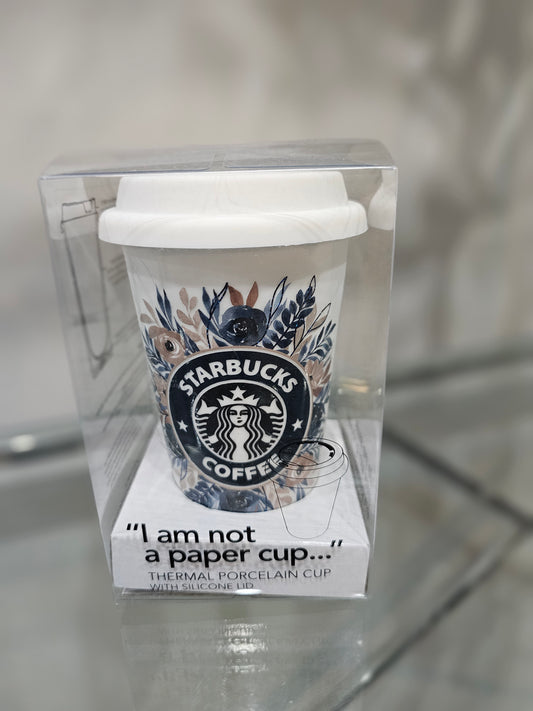 STARBUCKS
COFFEE
"I am not
a paper cup..."
THERMAL PORCELAIN CUP
WITH SILICONE LID